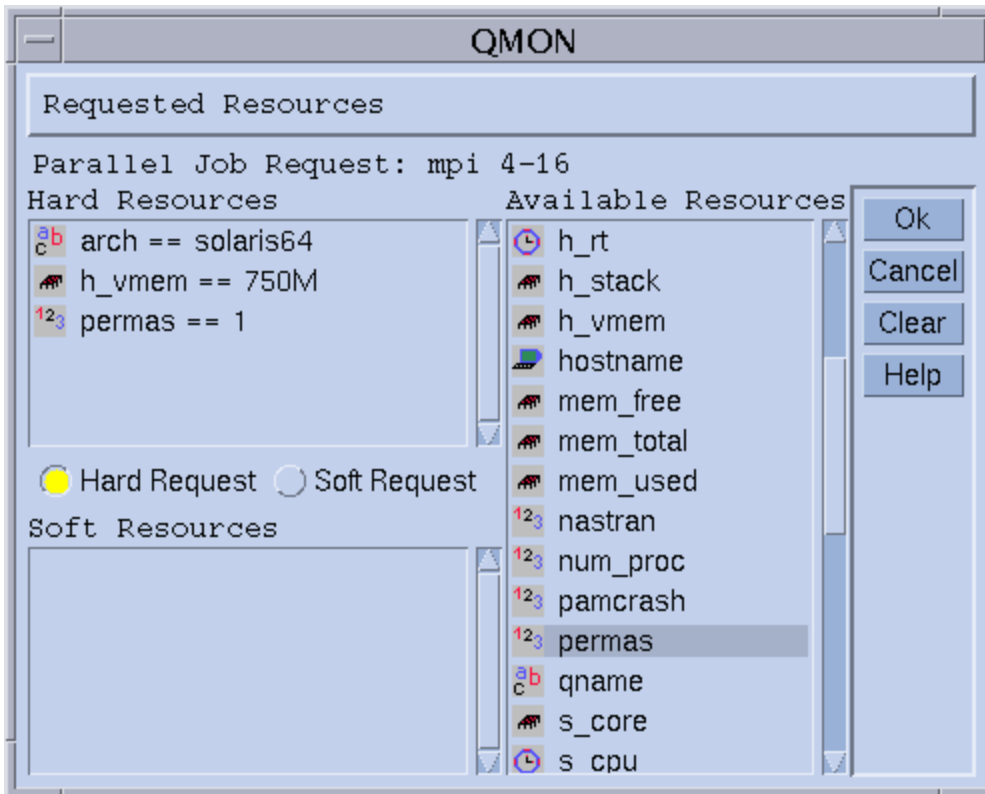 QMON
Requested Resources
Parallel Job Request: mpi 4-16
Hard Resources
arch == solaris64
h_vmem == 750M
permas == 1
Hard Request
Soft Request
Soft Resources
Available Resources
h_rt
h_stack
h_vmem
hostname
mem_free
mem_total
mem_used
nastran
num_proc
pamcrash
permas
qname
s_core
s_cpu
Ok
Cancel
Clear
Help